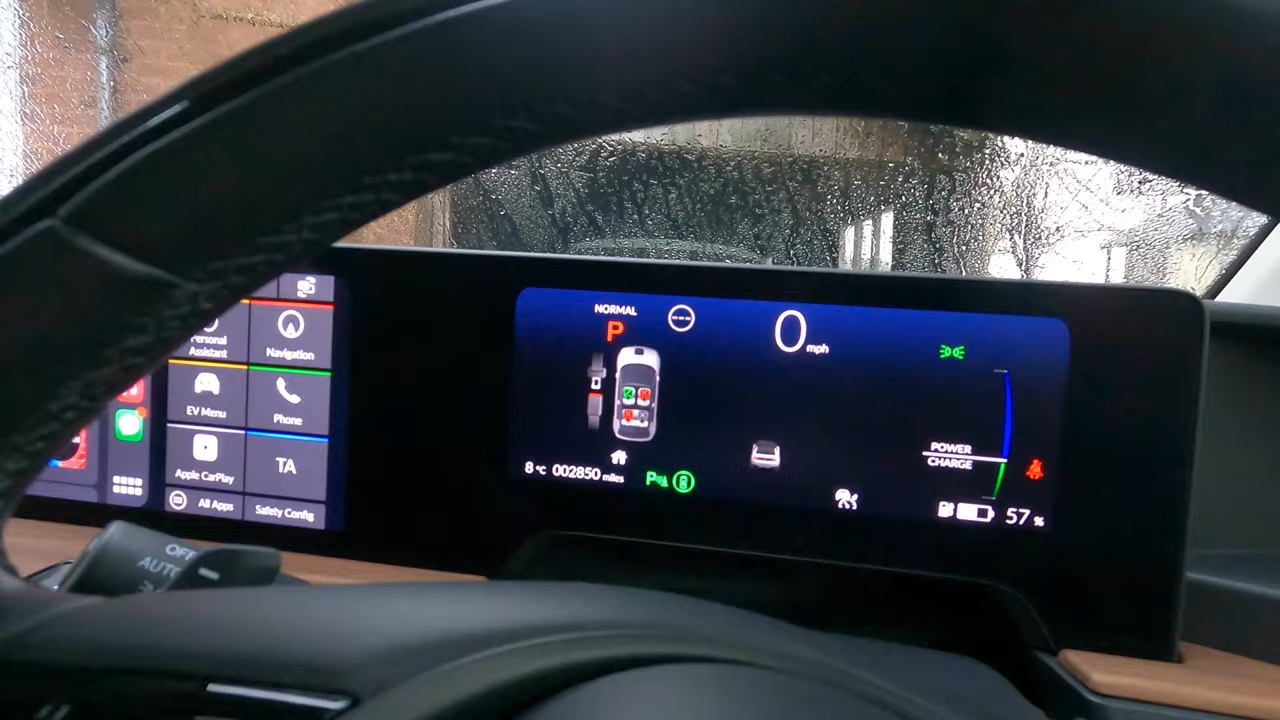 NORMAL
P
0 mph
POWER
CHARGE
8 °C 002850 miles
P
57 %
Personal
Assistant
Navigation
EV Menu
Phone
Apple CarPlay
TA
All Apps
Safety Config
OFF
AUTO